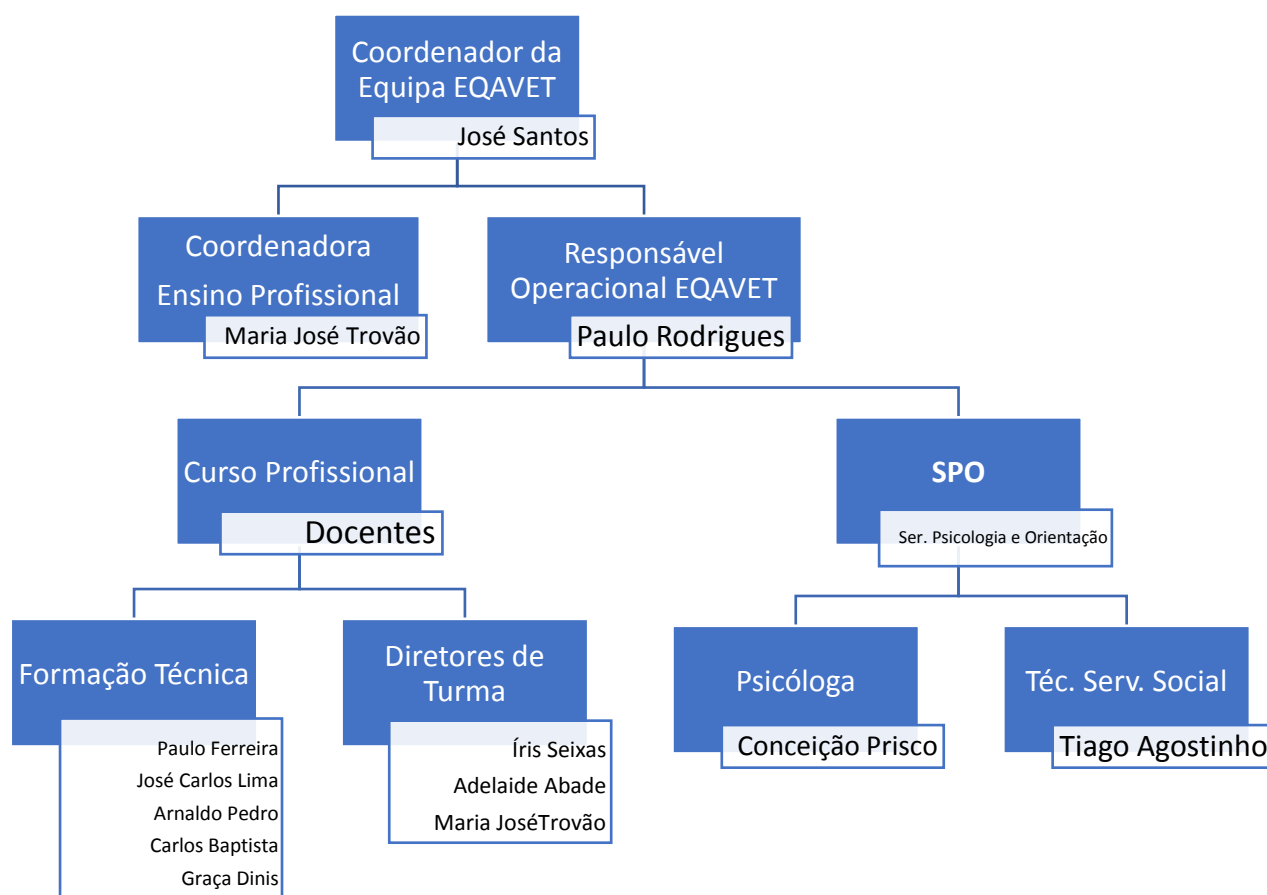 Coordenador da
Equipa EQAVET
José Santos
Coordenadora
Ensino Profissional
Maria José Trovão
Responsável
Operacional EQAVET
Paulo Rodrigues
Curso Profissional
Docentes
SPO
Ser. Psicologia e Orientação
Formação Técnica
Paulo Ferreira
José Carlos Lima
Arnaldo Pedro
Carlos Baptista
Graça Dinis
Diretores de
Turma
Íris Seixas
Adelaide Abade
Maria JoséTrovão
Psicóloga
Conceição Prisco
Téc. Serv. Social
Tiago Agostinho